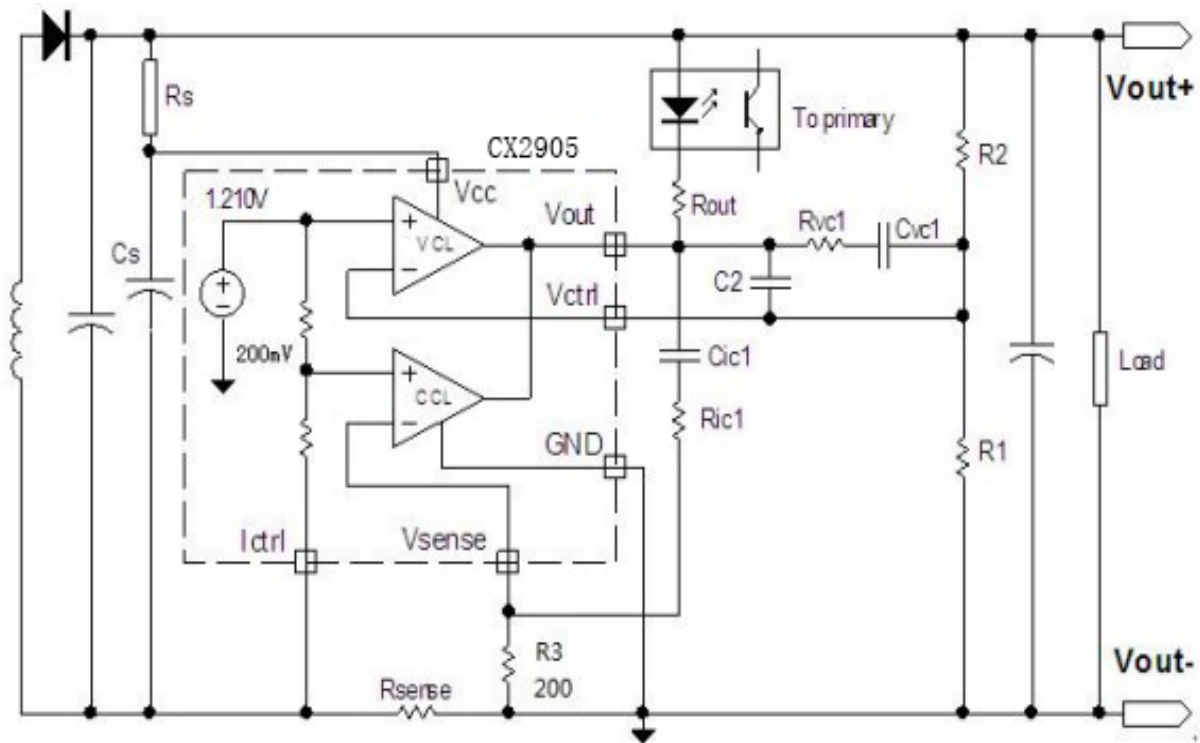 Vout+
Rs
To primary
CX2905
R2
1.210V
Vcc
Rout
Vout
Rvc1
Cvc1
+
VCL
Cs
-
C2
+
-
Vctrl
200mV
+
Cic1
Load
CCL
-
Ric1
GND
R1
Ictrl
Vsense
R3
200
Vout-
Rsense